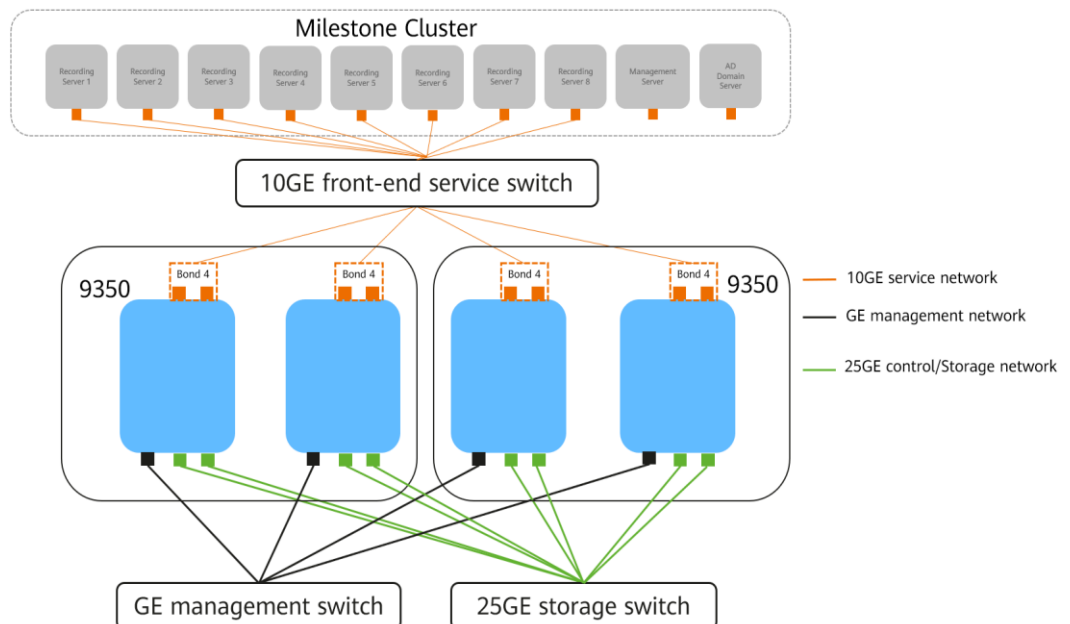 Milestone Cluster
Recording
Server 1
Recording
Server 2
Recording
Server 3
Recording
Server 4
Recording
Server 5
Recording
Server 6
Recording
Server 7
Recording
Server 8
Management
Server
AD
Domain
Server
10GE front-end service switch
9350
Bond 4
Bond 4
Bond 4
Bond 4
9350
10GE service network
GE management network
25GE control/Storage network
GE management switch
25GE storage switch